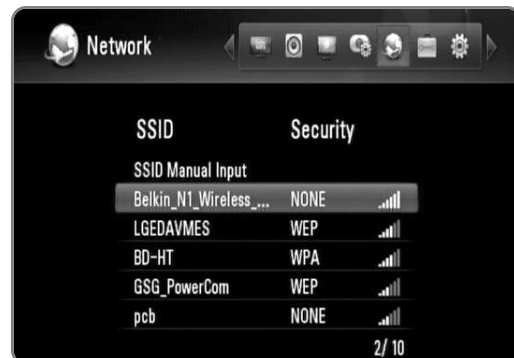 Network
SSID Security
SSID Manual Input
Belkin_N1_Wireless_... NONE
LGEDAVMES WEP
BD-HT WPA
GSG_PowerCom WEP
pcb NONE
2/ 10